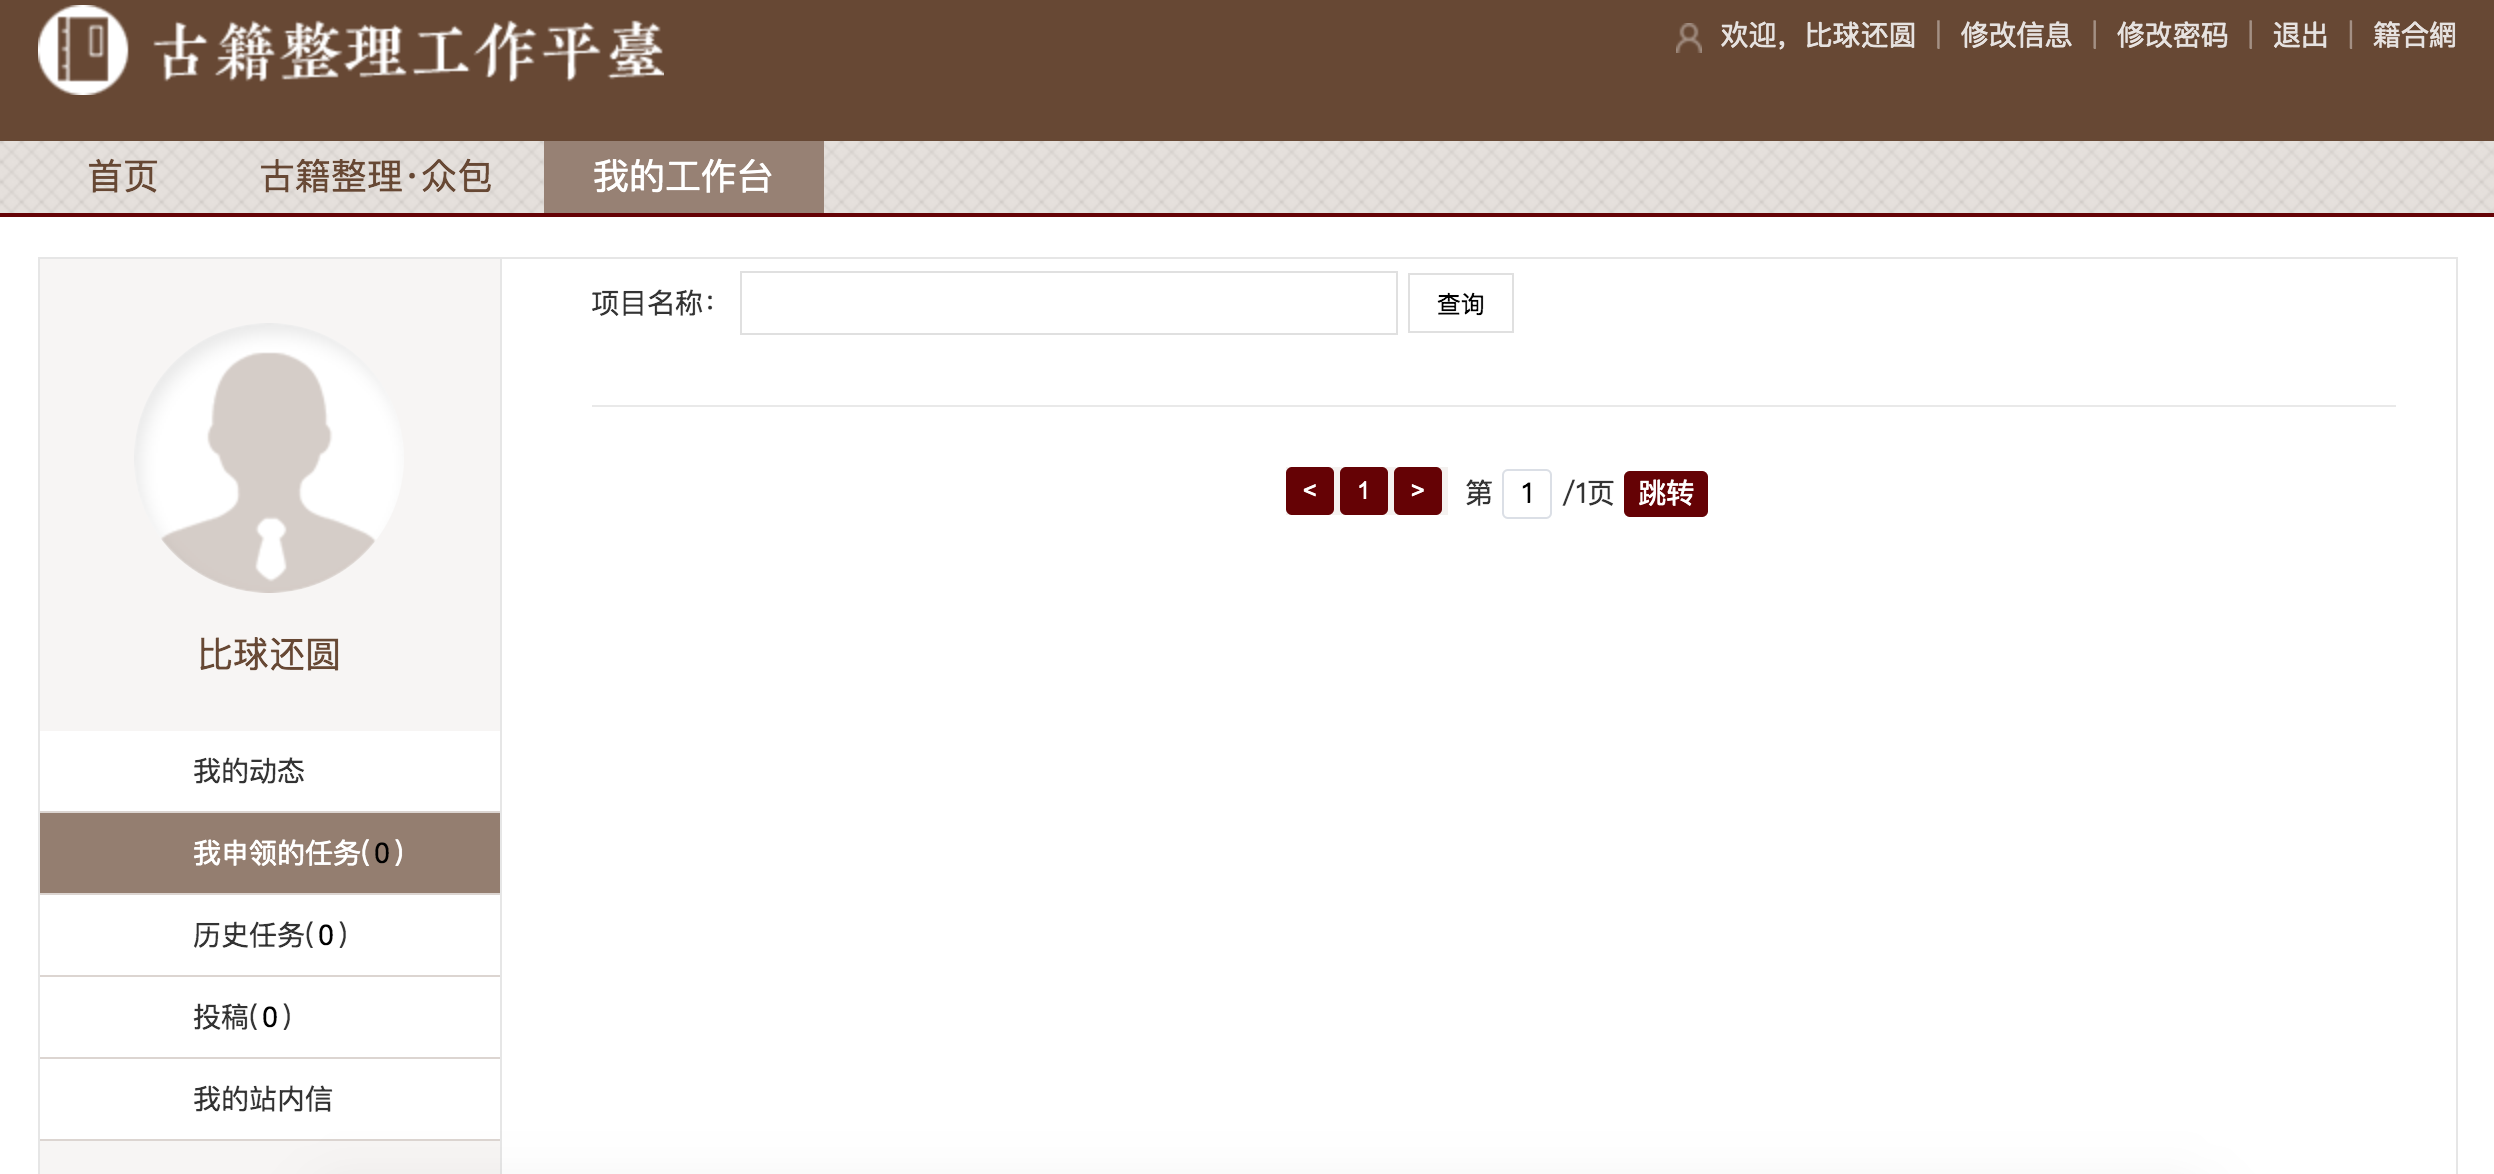 古籍整理工作平臺
欢迎，比球还圆 | 修改信息 | 修改密码 | 退出 | 籍合網
首页 古籍整理·众包 我的工作台
项目名称： 查询
< 1 > 第 1 /1页 跳转
比球还圆
我的动态
我申领的任务(0)
历史任务(0)
投稿(0)
我的站内信